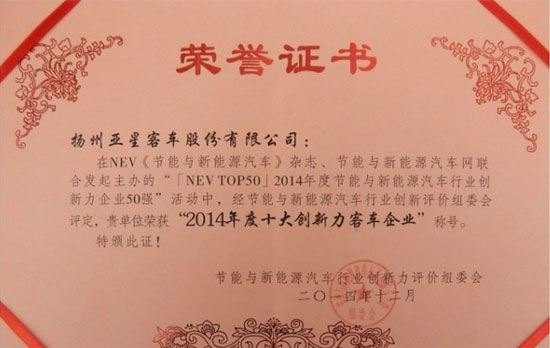 荣誉证书
扬州亚星客车股份有限公司：
在NEV《节能与新能源汽车》杂志、节能与新能源汽车网联
合发起主办的“「NEV TOP50」2014年度节能与新能源汽车行业创
新力企业50强”活动中，经节能与新能源汽车创新评价组委会
评定，贵单位荣获“2014年度十大创新力客车企业”称号。
特颁此证！
节能与新能源汽车行业创新力评价组委会
二〇一四年十二月
组委会